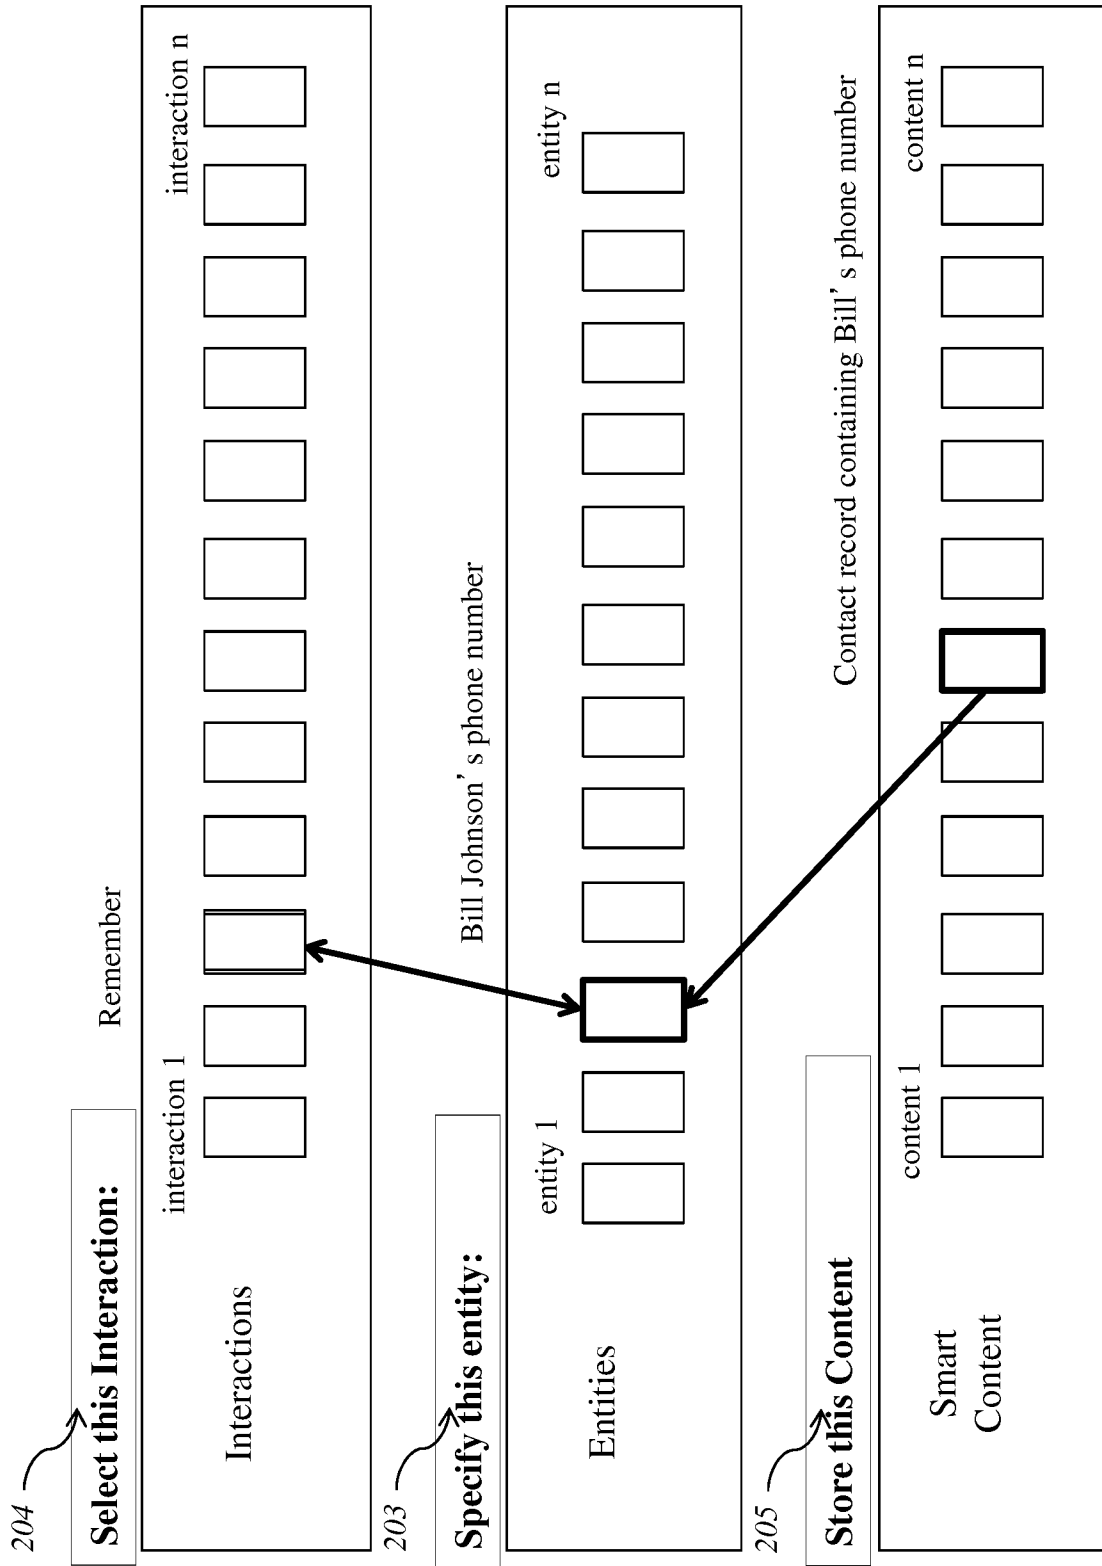 204
Select this Interaction:
Remember
interaction 1
interaction n
Interactions
203
Specify this entity:
Bill Johnson’ s phone number
entity 1
entity n
Entities
205
Store this Content
Contact record containing Bill’ s phone number
content 1
content n
Smart
Content